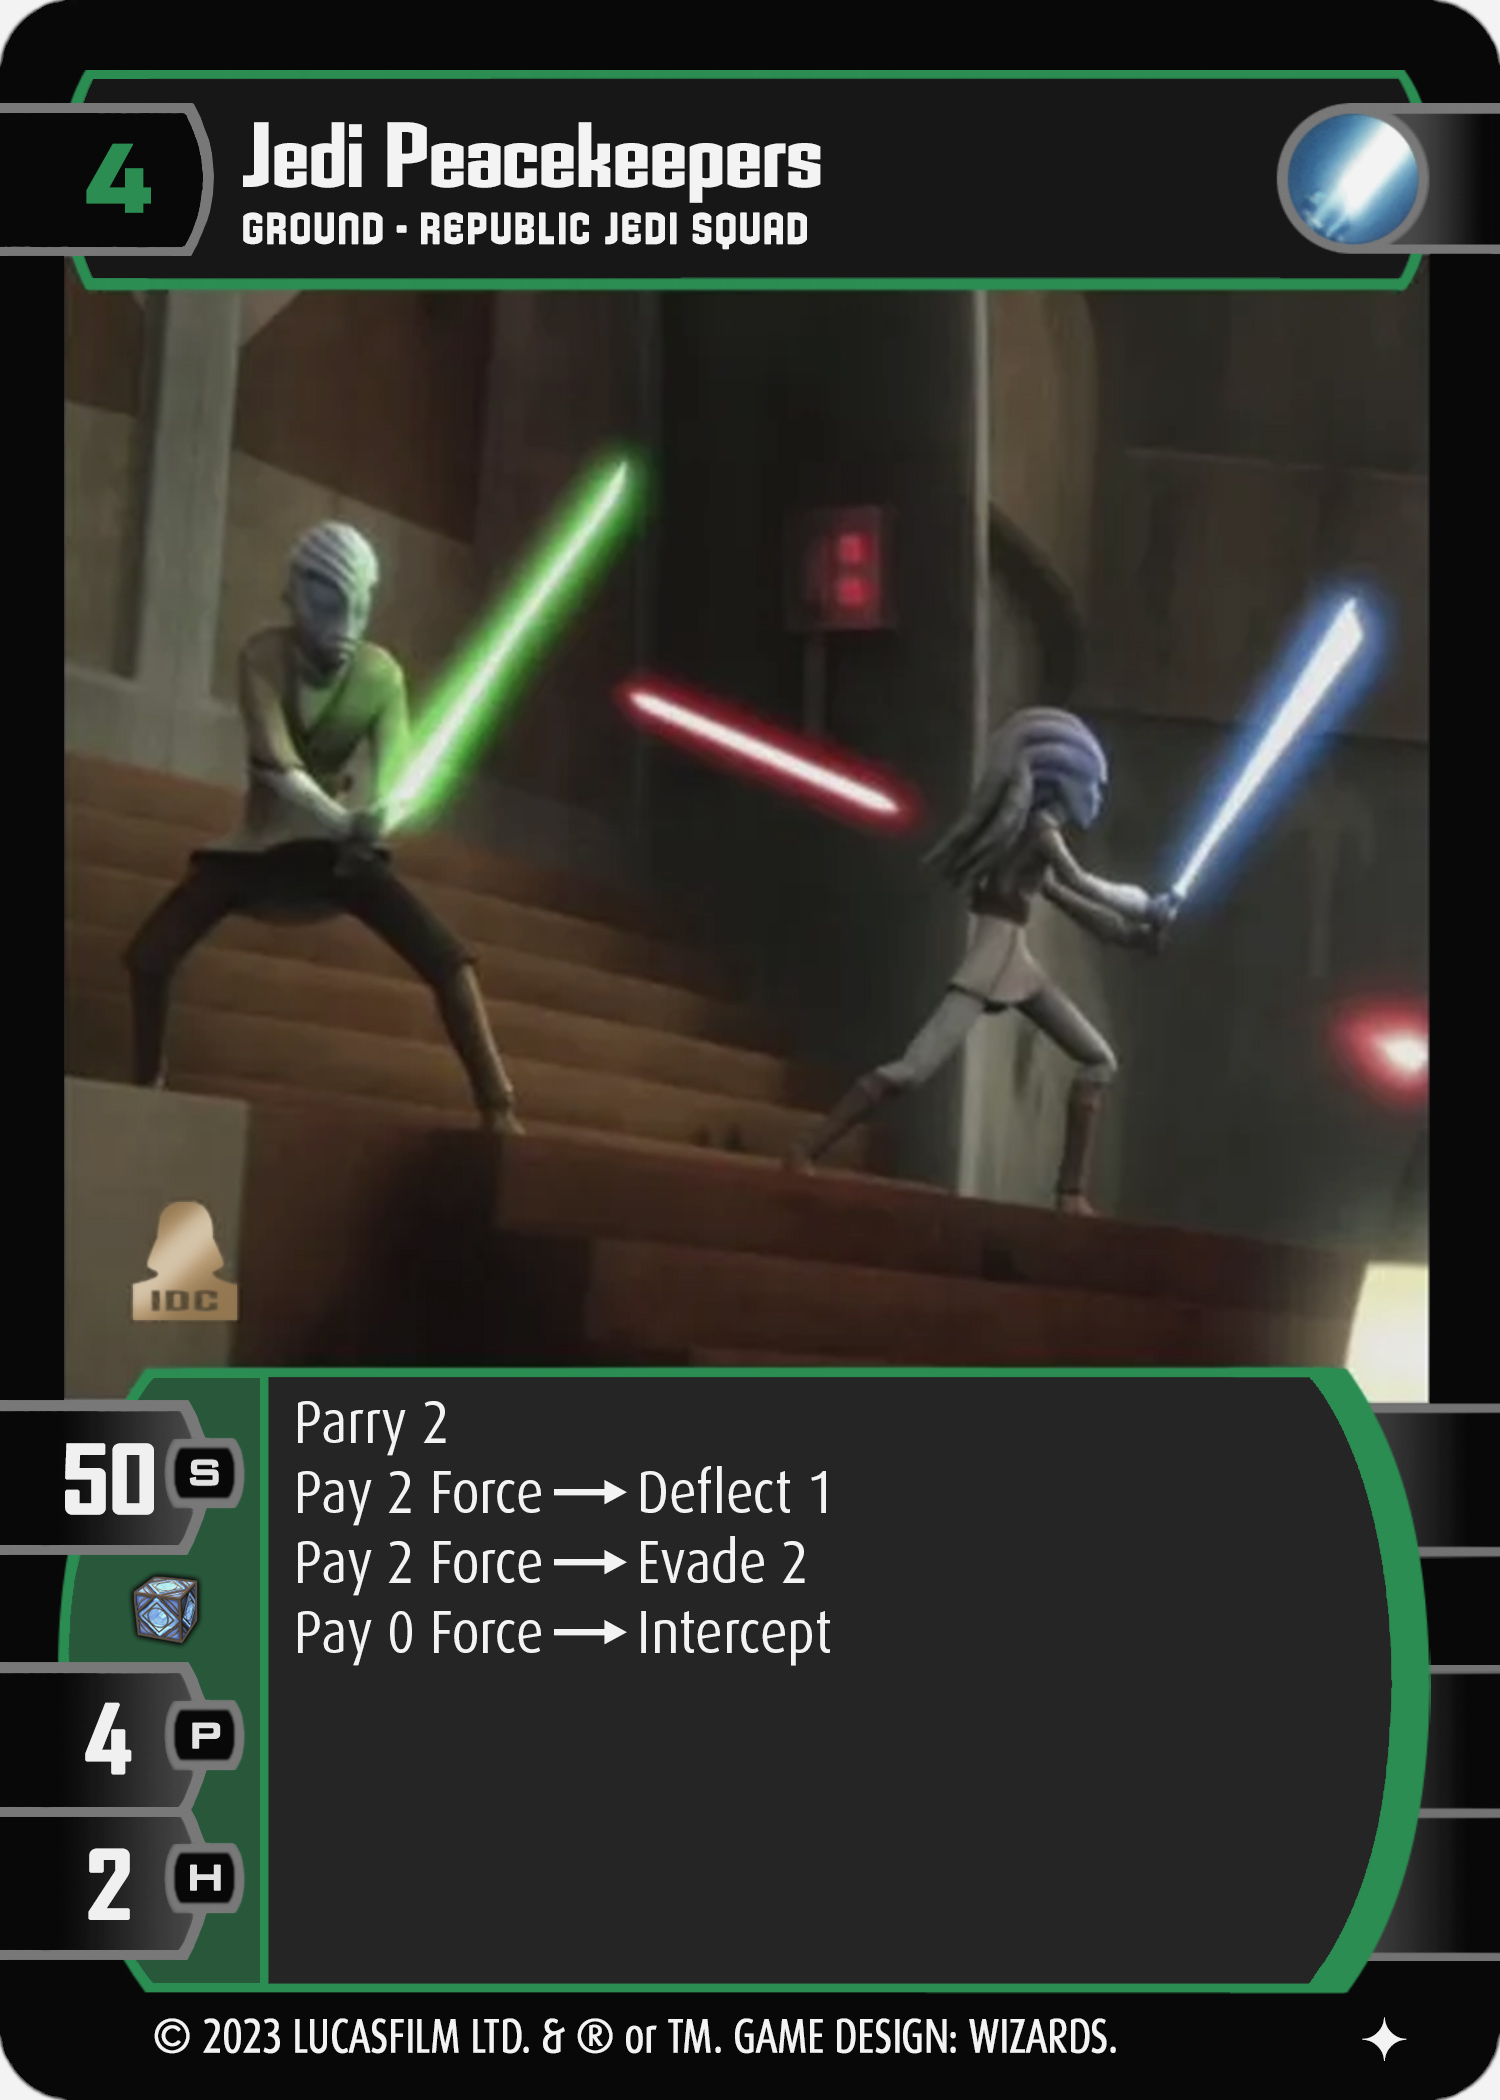 4
Jedi Peacekeepers
GROUND - REPUBLIC JEDI SQUAD
IDC
50 S
4 P
2 H
Parry 2
Pay 2 Force → Deflect 1
Pay 2 Force → Evade 2
Pay 0 Force → Intercept
© 2023 LUCASFILM LTD. & ® or TM. GAME DESIGN: WIZARDS.